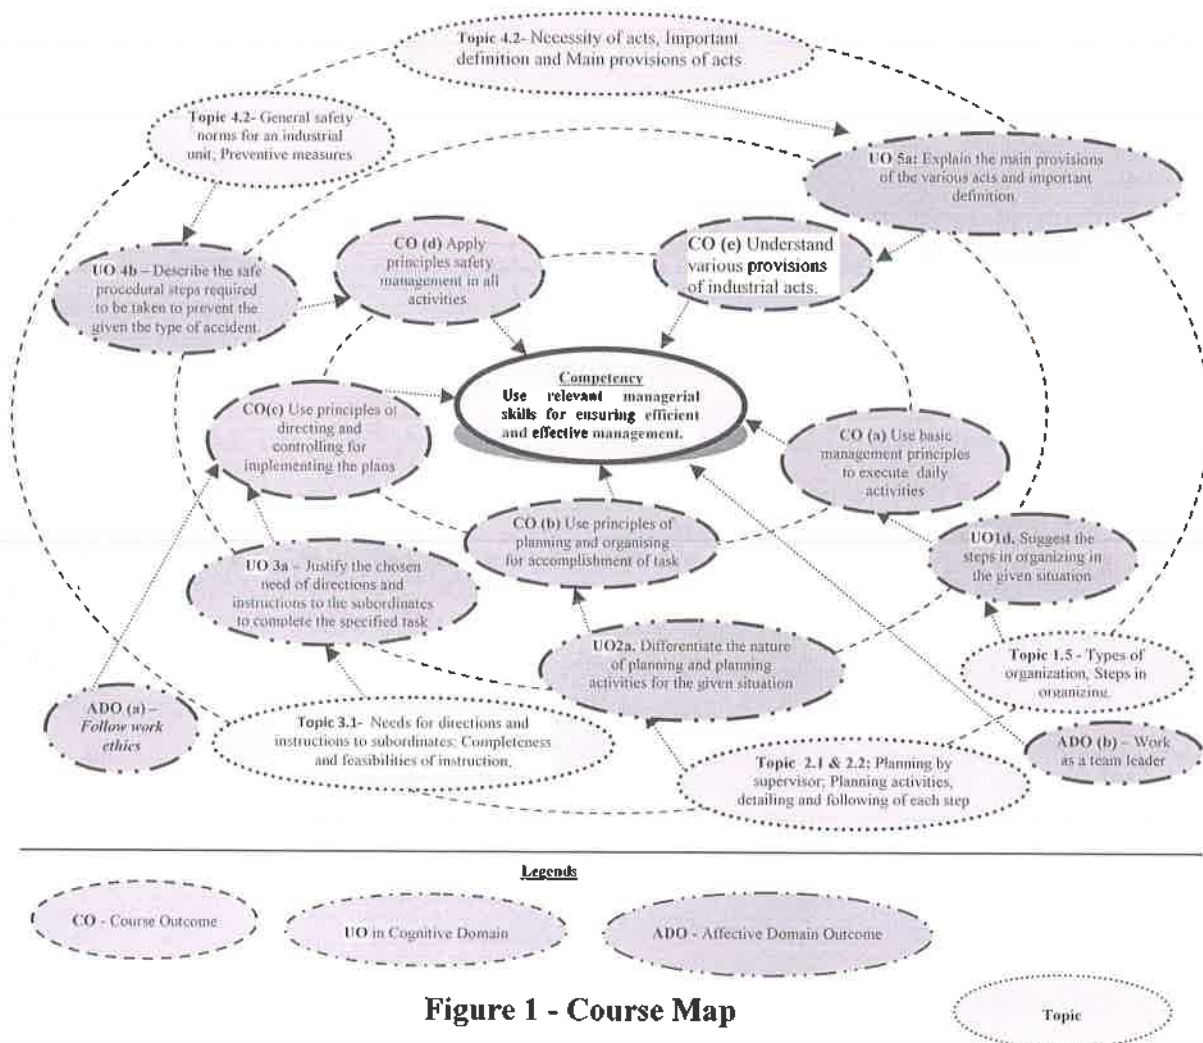 Topic 4.2- Necessity of acts, Important
definition and Main provisions of acts
Topic 4.2- General safety
norms for an industrial
unit; Preventive measures
UO 5a: Explain the main provisions
of the various acts and important
definition.
CO (d) Apply
principles safety
management in all
activities
CO (e) Understand
various provisions
of industrial acts.
UO 4b – Describe the safe
procedural steps required
to be taken to prevent the
given the type of accident.
Competency
Use relevant managerial
skills for ensuring efficient
and effective management.
CO(c) Use principles of
directing and
controlling for
implementing the plans
CO (a) Use basic
management principles
to execute daily
activities
CO (b) Use principles of
planning and organising
for accomplishment of task
UO1d. Suggest the
steps in organizing in
the given situation
UO 3a – Justify the chosen
need of directions and
instructions to the subordinates
to complete the specified task
UO2a. Differentiate the nature
of planning and planning
activities for the given situation
Topic 1.5 - Types of
organization, Steps in
organizing.
ADO (a) –
Follow work
ethics
Topic 3.1- Needs for directions and
instructions to subordinates; Completeness
and feasibilities of instruction.
ADO (b) – Work
as a team leader
Topic 2.1 & 2.2: Planning by
supervisor; Planning activities,
detailing and following of each step
Legends
CO - Course Outcome
UO in Cognitive Domain
ADO - Affective Domain Outcome
Figure 1 - Course Map
Topic